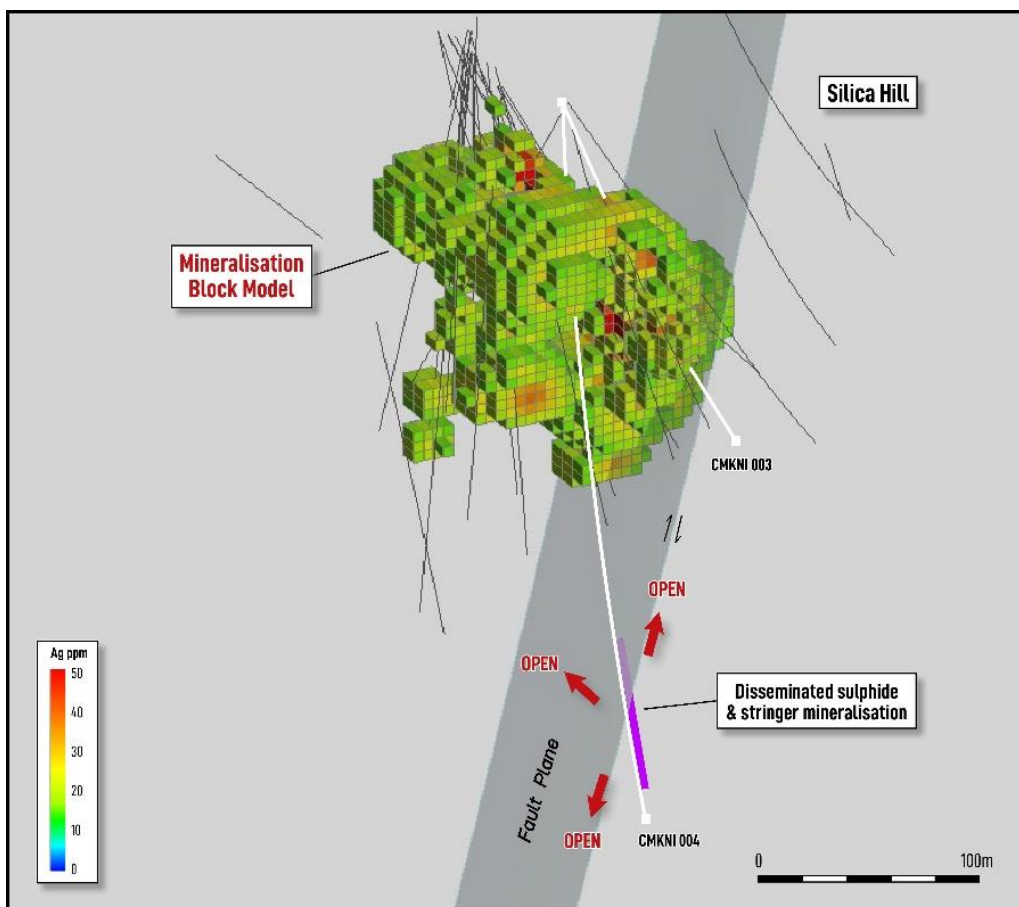 Silica Hill
Mineralisation
Block Model
CMKNI 003
OPEN
OPEN
Disseminated sulphide
& stringer mineralisation
Fault Plane
OPEN
CMKNI 004
Ag ppm
50
40
30
20
10
0
0
100m